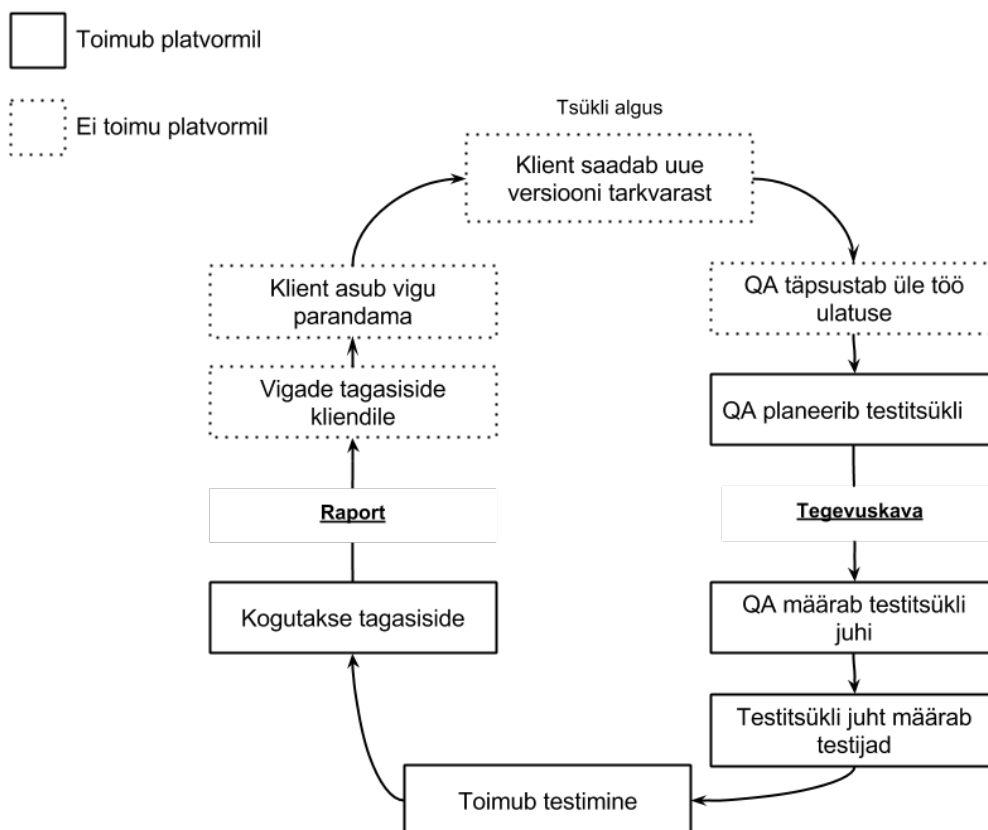 Toimub platvormil
Ei toimu platvormil
Tsükli algus
Klient saadab uue
versiooni tarkvarast
QA täpsustab üle töö
ulatuse
QA planeerib testitsükli
Tegevuskava
QA määrab testitsükli
juhi
Testitsükli juht määrab
testijad
Toimub testimine
Kogutakse tagasiside
Raport
Vigade tagasiside
kliendile
Klient asub vigu
parandama